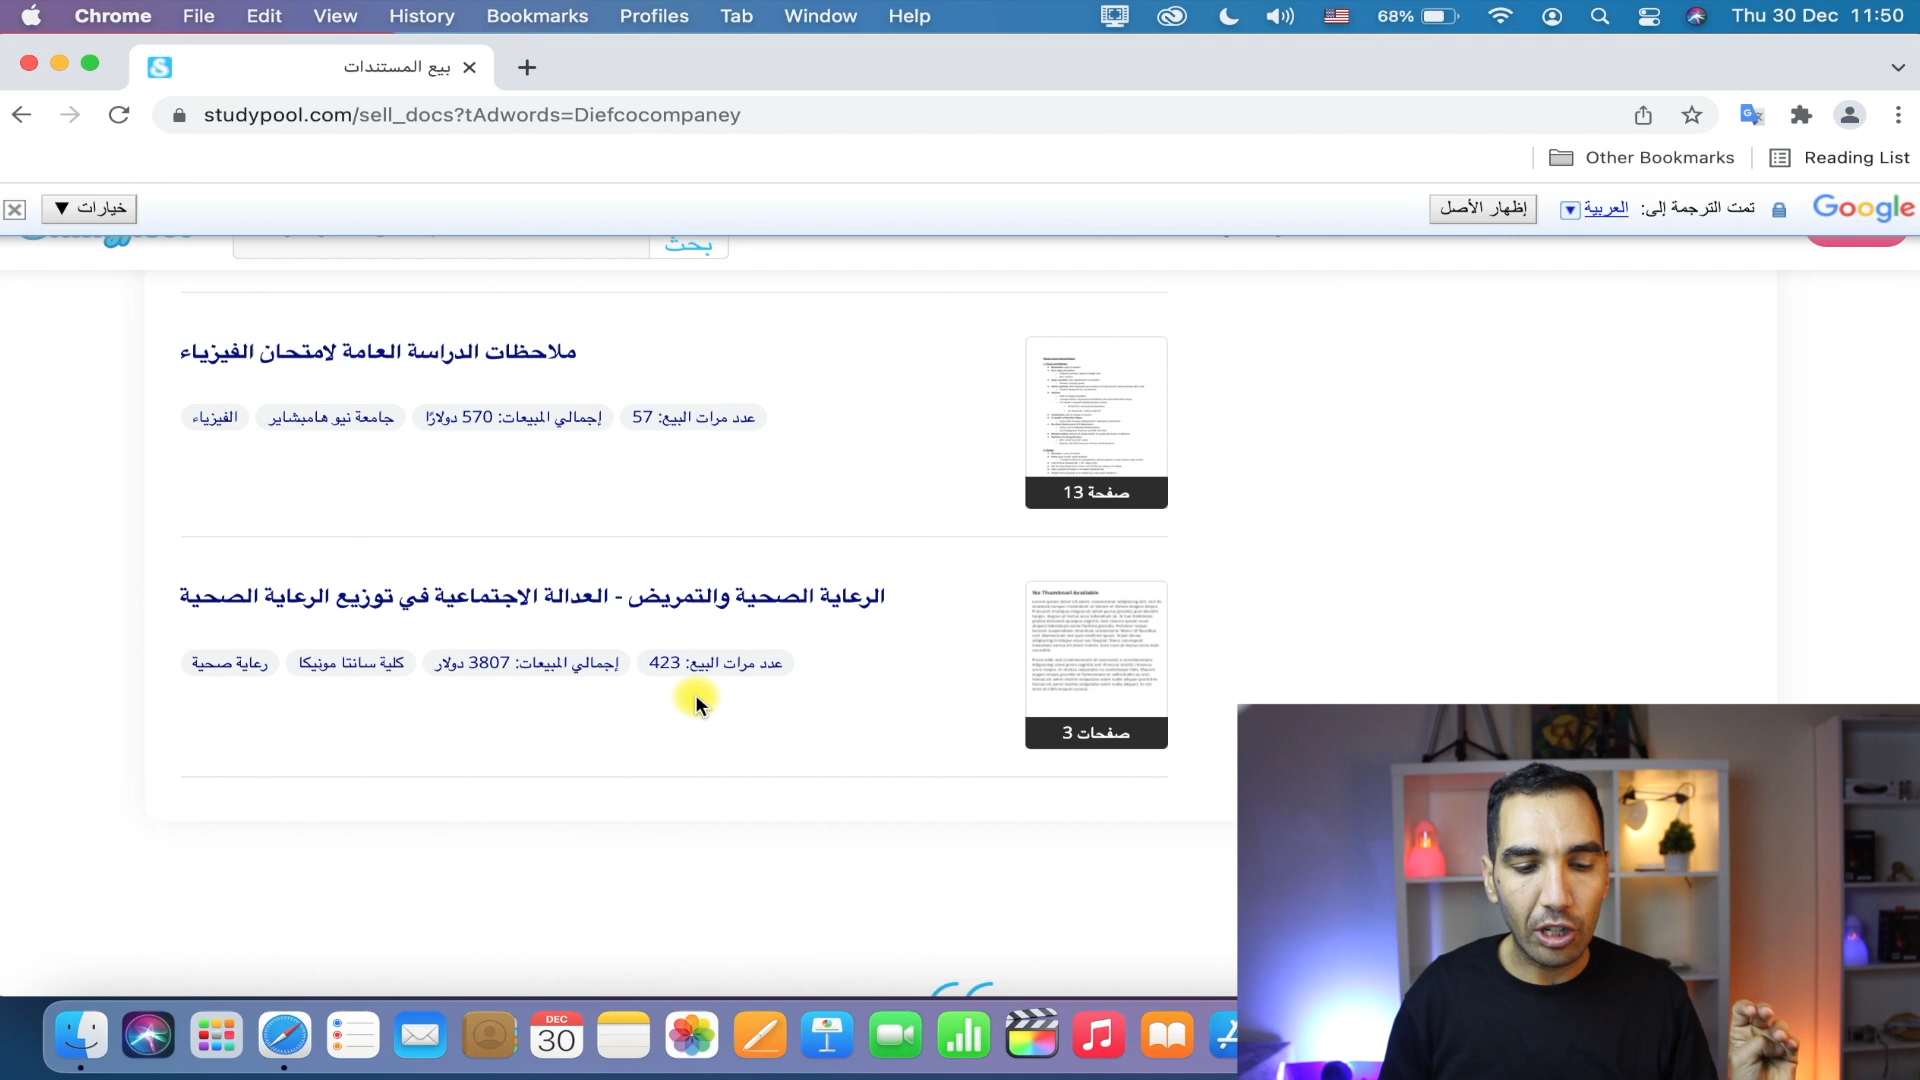 Chrome File Edit View History Bookmarks Profiles Tab Window Help 68% Thu 30 Dec 11:50
بيع المستندات
studypool.com/sell_docs?tAdwords=Diefcocompaney
Other Bookmarks Reading List
خيارات ▼ إظهار الأصل تمت الترجمة إلى: العربية Google
بحث
ملاحظات الدراسة العامة لامتحان الفيزياء
عدد مرات البيع: 57 إجمالي المبيعات: 570 دولارًا جامعة نيو هامبشاير الفيزياء
صفحة 13
الرعاية الصحية والتمريض - العدالة الاجتماعية في توزيع الرعاية الصحية
No Thumbnail Available
عدد مرات البيع: 423 إجمالي المبيعات: 3807 دولار كلية سانتا مونيكا رعاية صحية
صفحات 3
DEC
30